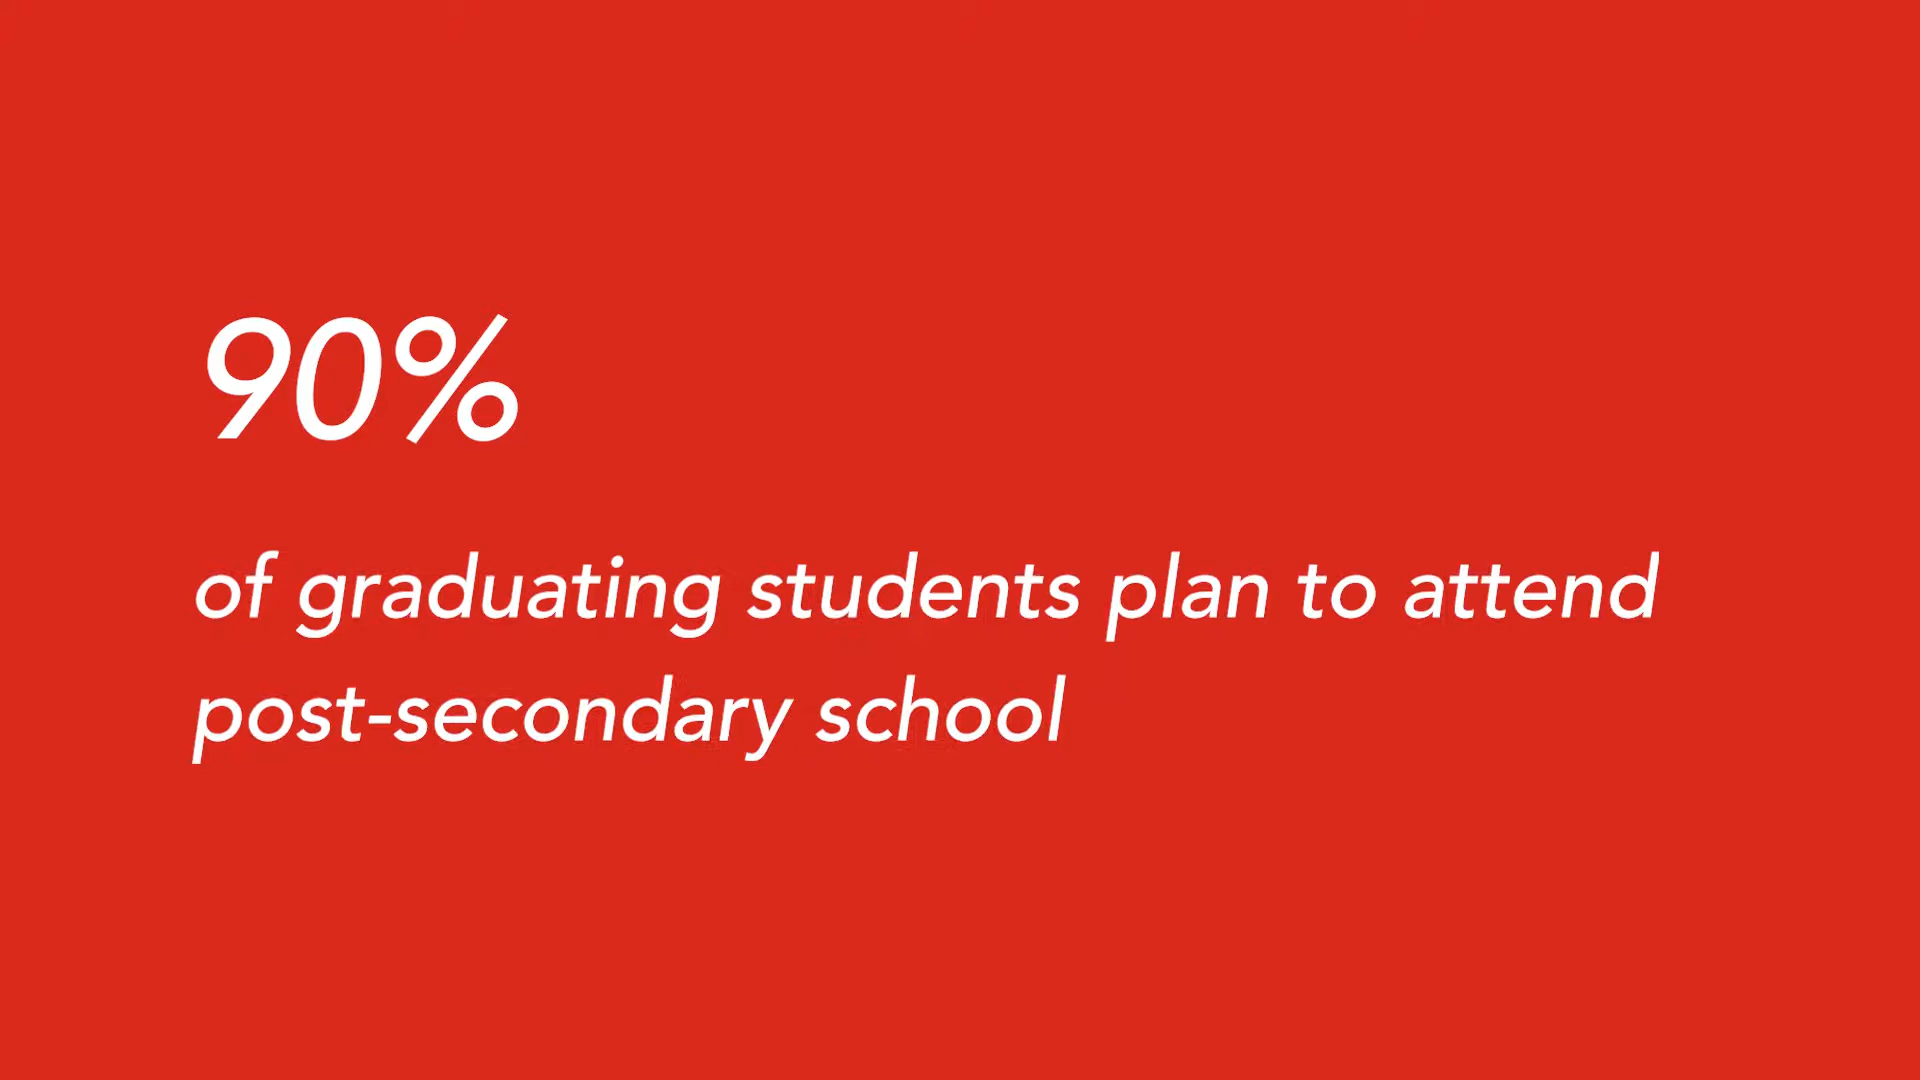 90%
of graduating students plan to attend
post-secondary school